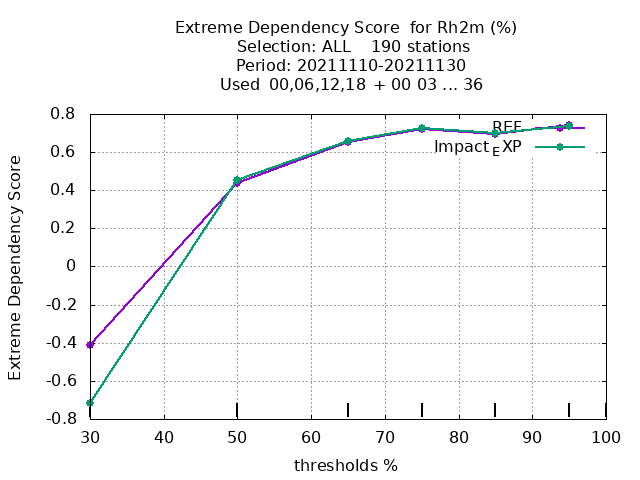 Extreme Dependency Score  for Rh2m (%)
Selection: ALL    190 stations
Period: 20211110-20211130
Used  00,06,12,18  + 00 03 ... 36
REF
Impact_EXP
Extreme Dependency Score
0.8
0.6
0.4
0.2
0
-0.2
-0.4
-0.6
-0.8
30 40 50 60 70 80 90 100
thresholds %